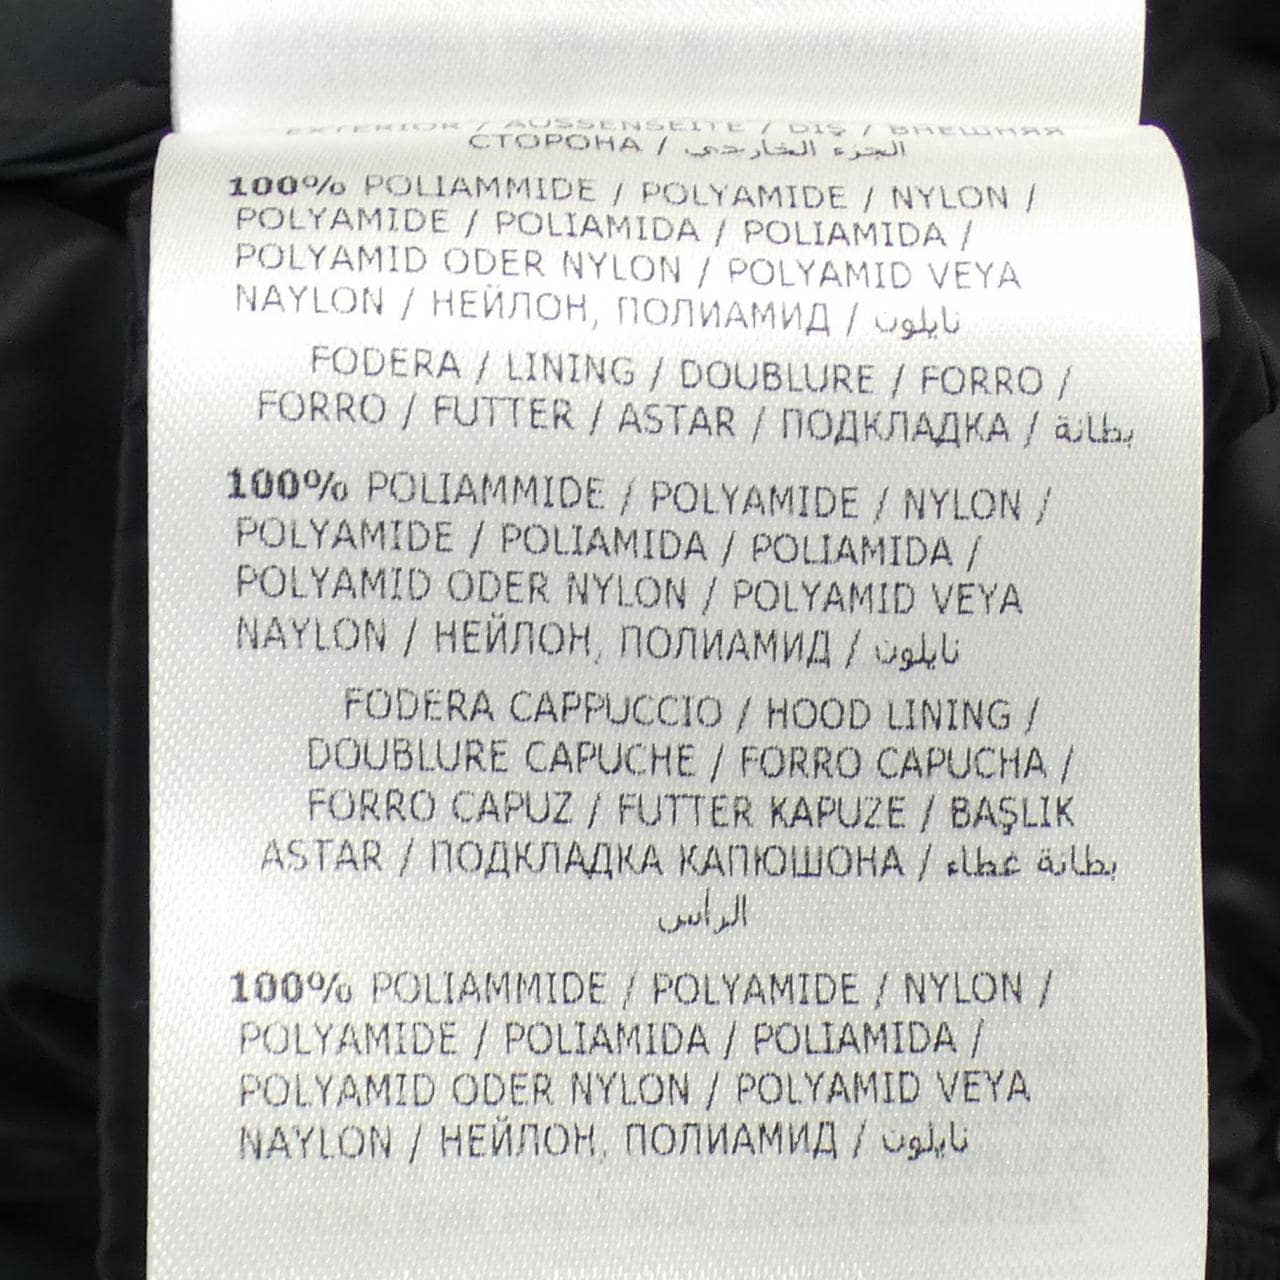 EXTERIOR / AUSSENSEITE / DIŞ / ВНЕШНЯЯ
СТОРОНА / الجزء الخارجي
100% POLIAMMIDE / POLYAMIDE / NYLON /
POLYAMIDE / POLIAMIDA / POLIAMIDA /
POLYAMID ODER NYLON / POLYAMID VEYA
NAYLON / НЕЙЛОН, ПОЛИАМИД / نايلون
FODERA / LINING / DOUBLURE / FORRO /
FORRO / FUTTER / ASTAR / ПОДКЛАДКА / بطانة
100% POLIAMMIDE / POLYAMIDE / NYLON /
POLYAMIDE / POLIAMIDA / POLIAMIDA /
POLYAMID ODER NYLON / POLYAMID VEYA
NAYLON / НЕЙЛОН, ПОЛИАМИД / نايلون
FODERA CAPPUCCIO / HOOD LINING /
DOUBLURE CAPUCHE / FORRO CAPUCHA /
FORRO CAPUZ / FUTTER KAPUZE / BAŞLIK
ASTAR / ПОДКЛАДКА КАПЮШОНА / بطانة غطاء
الرأس
100% POLIAMMIDE / POLYAMIDE / NYLON /
POLYAMIDE / POLIAMIDA / POLIAMIDA /
POLYAMID ODER NYLON / POLYAMID VEYA
NAYLON / НЕЙЛОН, ПОЛИАМИД / نايلون